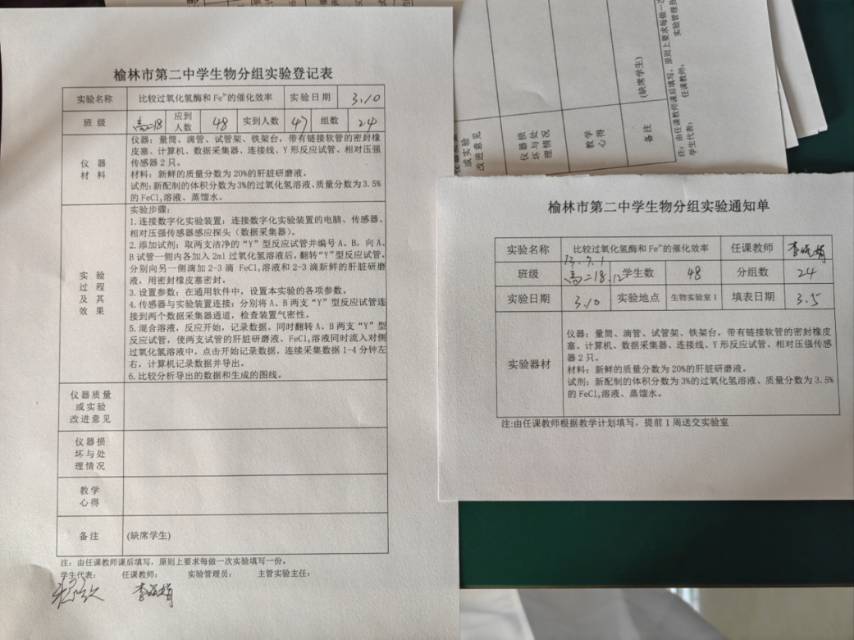 榆林市第二中学生物分组实验登记表
实验名称 比较过氧化氢酶和Fe³⁺的催化效率 实验日期 3.10
班级 高二18 应到人数 48 实到人数 47 组数 24
仪器材料
仪器：量筒、滴管、试管架、铁架台，带有链接软管的密封橡
皮塞、计算机、数据采集器、连接线、Y形反应试管、相对压强
传感器2只。
材料：新鲜的质量分数为20%的肝脏研磨液。
试剂：新配制的体积分数为3%的过氧化氢溶液、质量分数为3.5%
的FeCl₃溶液、蒸馏水。
实验过程及其效果
实验步骤：
1.连接数字化实验装置：连接数字化实验装置的电脑、传感器、
相对压强传感器感应探头（数据采集器）。
2.添加试剂：取两支洁净的“Y”型反应试管并编号A、B，向A、
B试管一侧内各加入2ml过氧化氢溶液后，翻转“Y”型反应试管，
分别向另一侧滴加2-3滴 FeCl₃溶液和2-3滴新鲜的肝脏研磨
液，用密封橡皮塞密封。
3.设置参数：在通用软件中，设置本实验的各项参数。
4.传感器与实验装置连接：分别将A、B两支“Y”型反应试管连
接到两个数据采集器通道，检查装置气密性。
5.混合溶液，反应开始，记录数据，同时翻转A、B两支“Y”型
反应试管，使两支试管的肝脏研磨液、FeCl₃溶液同时流入对侧
过氧化氢溶液中，点击开始记录数据，连续采集数据1-4分钟左
右，计算机记录数据并导出。
6.比较分析导出的数据和生成的图线。
仪器质量或实验改进意见
仪器损坏与处理情况
教学心得
备注 (缺席学生)
注：由任课教师课后填写，原则上要求每做一次实验填写一份。
学生代表： 任课教师： 实验管理员： 主管实验主任：
榆林市第二中学生物分组实验通知单
实验名称 比较过氧化氢酶和Fe³⁺的催化效率 任课教师
班级 高二18.12 学生数 48 分组数 24
实验日期 3.10 实验地点 生物实验室1 填表日期 3.5
实验器材
仪器：量筒、滴管、试管架、铁架台，带有链接软管的密封橡皮
塞、计算机、数据采集器、连接线、Y形反应试管、相对压强传感
器2只。
材料：新鲜的质量分数为20%的肝脏研磨液。
试剂：新配制的体积分数为3%的过氧化氢溶液、质量分数为3.5%
的FeCl₃溶液、蒸馏水。
注:由任课教师根据教学计划填写，提前1周送交实验室
或实验
改进意见
仪器损
坏与处
理情况
教学
心得
备注
(缺席学生)
注：由任课教师课后填写，原则上要求每做一
学生代表： 任课教师：